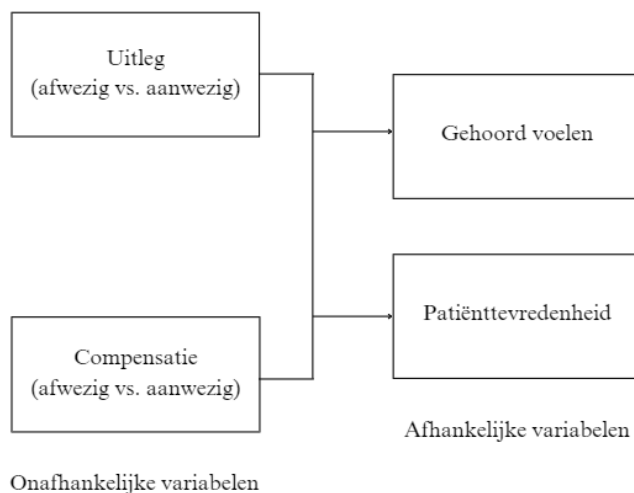 Uitleg
(afwezig vs. aanwezig)
Gehoord voelen
Patiënttevredenheid
Compensatie
(afwezig vs. aanwezig)
Afhankelijke variabelen
Onafhankelijke variabelen